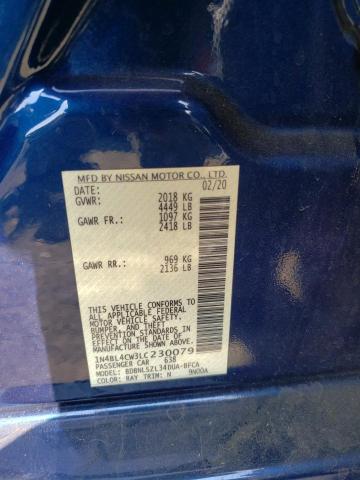 MFD BY NISSAN MOTOR CO., LTD.
DATE: 02/20
GVWR: 2018 KG
4449 LB
GAWR FR.: 1097 KG
2418 LB
GAWR RR.: 969 KG
2136 LB
THIS VEHICLE CONFORMS TO
ALL APPLICABLE FEDERAL
MOTOR VEHICLE SAFETY,
BUMPER, AND THEFT
PREVENTION STANDARDS IN
EFFECT ON THE DATE OF
MANUFACTURE SHOWN ABOVE.
1N4BL4CW3LC230079
PASSENGER CAR 638
MODEL: BDBNLSZL34DUA-BFCA
COLOR: RAY TRIM: N 9N00A